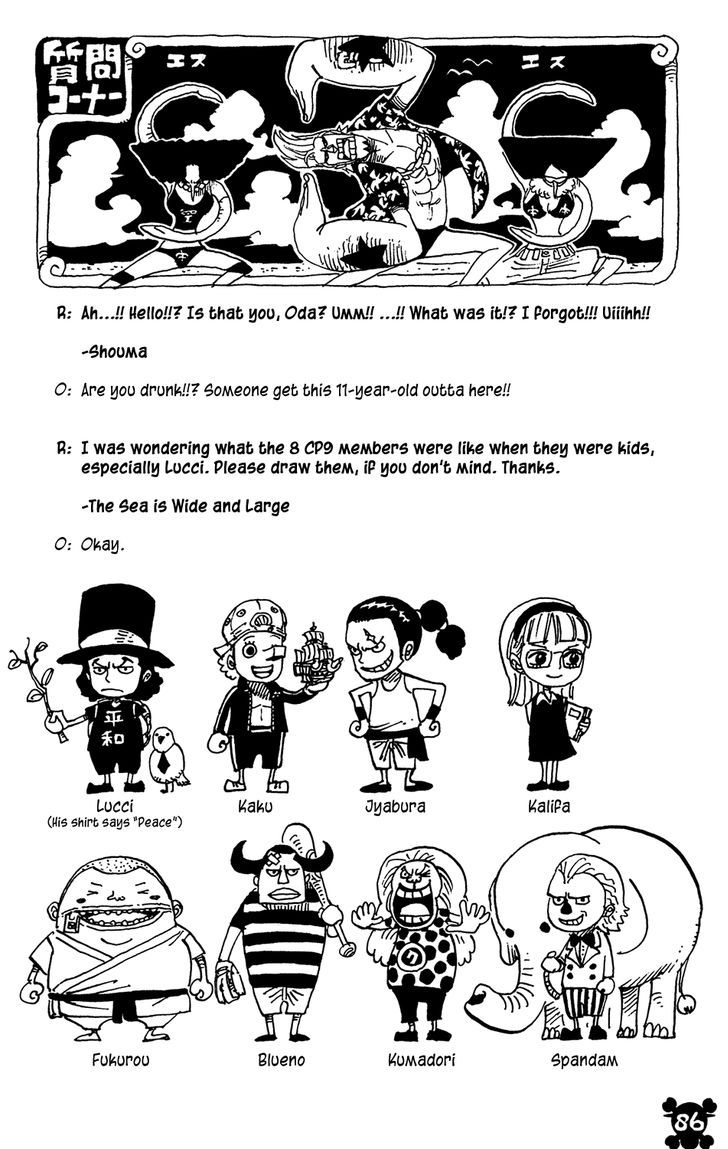 質問
コーナー
エス
エス
R: Ah...!! Hello!!? Is that you, Oda? Umm!! ...!! What was it!? I forgot!!! Uiiihh!!
-Shouma
O: Are you drunk!!? Someone get this 11-year-old outta here!!
R: I was wondering what the 8 CP9 members were like when they were kids,
especially Lucci. Please draw them, if you don't mind. Thanks.
-The Sea is Wide and Large
O: Okay.
平
和
Lucci
(His shirt says "Peace")
Kaku
Jyabura
Kalifa
Fukurou
Blueno
Kumadori
Spandam
86